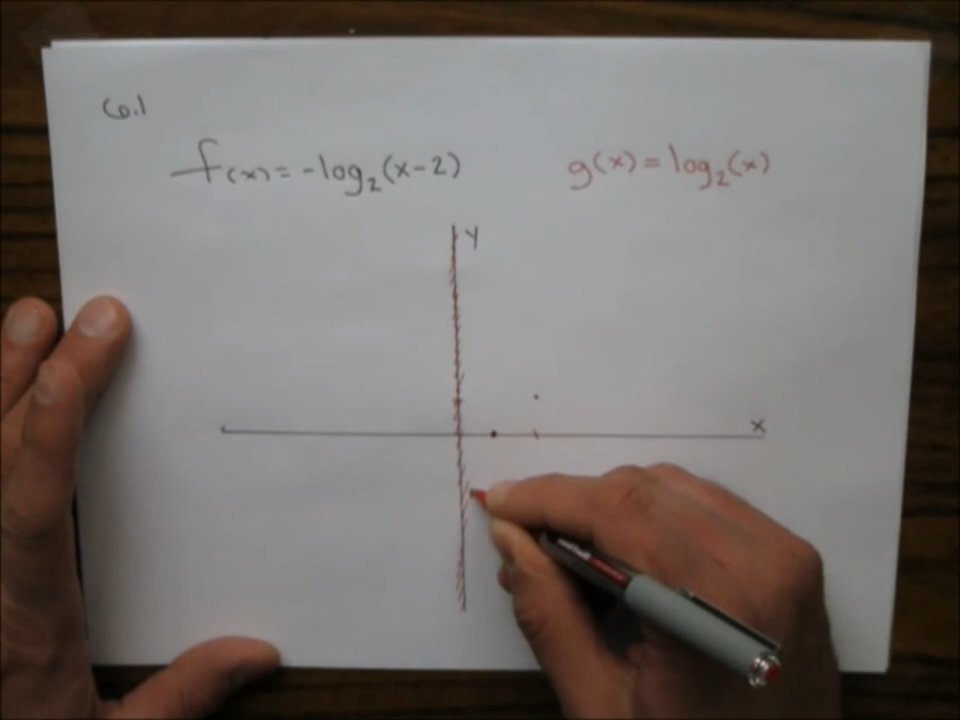 6.1
f(x) = -log₂(x-2)
g(x) = log₂(x)
y
x